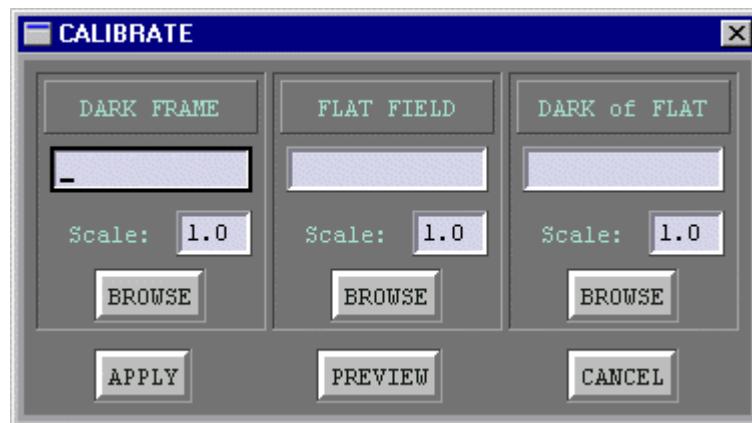 CALIBRATE
DARK FRAME
FLAT FIELD
DARK of FLAT
_
Scale: 1.0
Scale: 1.0
Scale: 1.0
BROWSE
BROWSE
BROWSE
APPLY
PREVIEW
CANCEL